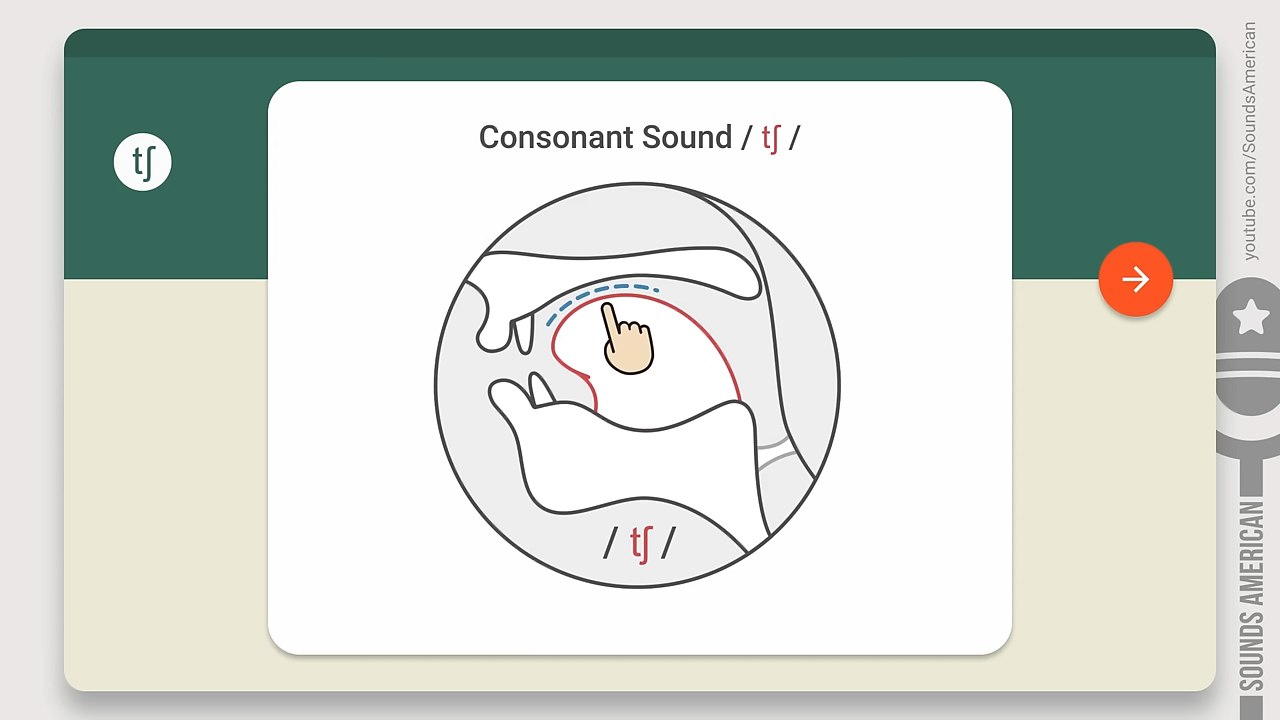 Consonant Sound / tʃ /
tʃ
/ tʃ /
youtube.com/SoundsAmerican
SOUNDS AMERICAN